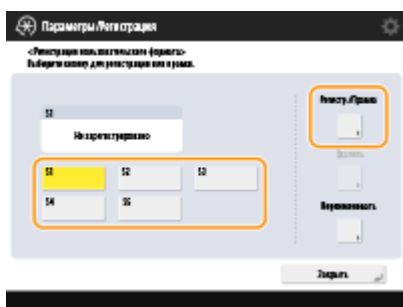 Параметры/Регистрация
<Регистрация пользовательского формата>
Выберите кнопку для регистрации или правки.
S1
Не зарегистрировано
Регистр./Правка
S1
S2
S3
Удалить
S4
S5
Переименовать
Закрыть